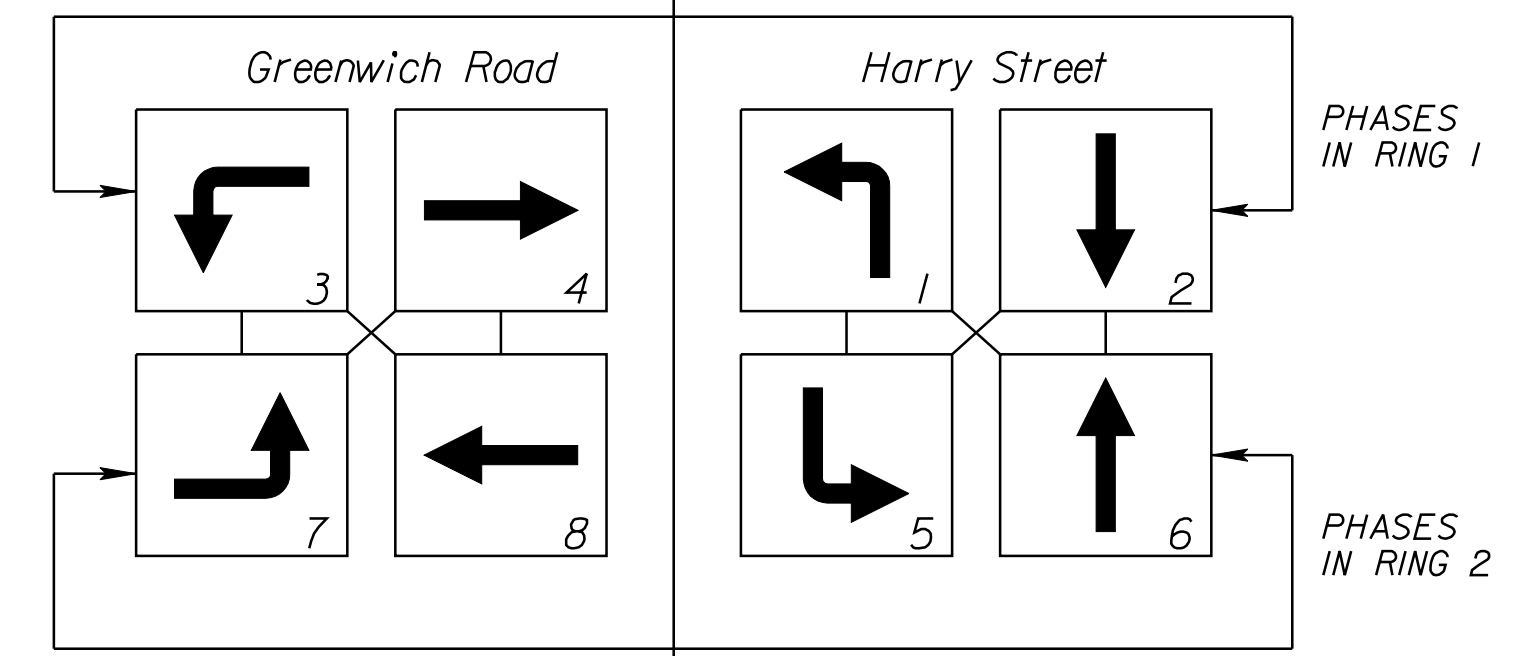 Greenwich Road
Harry Street
PHASES
IN RING 1
3
4
1
2
7
8
5
6
PHASES
IN RING 2